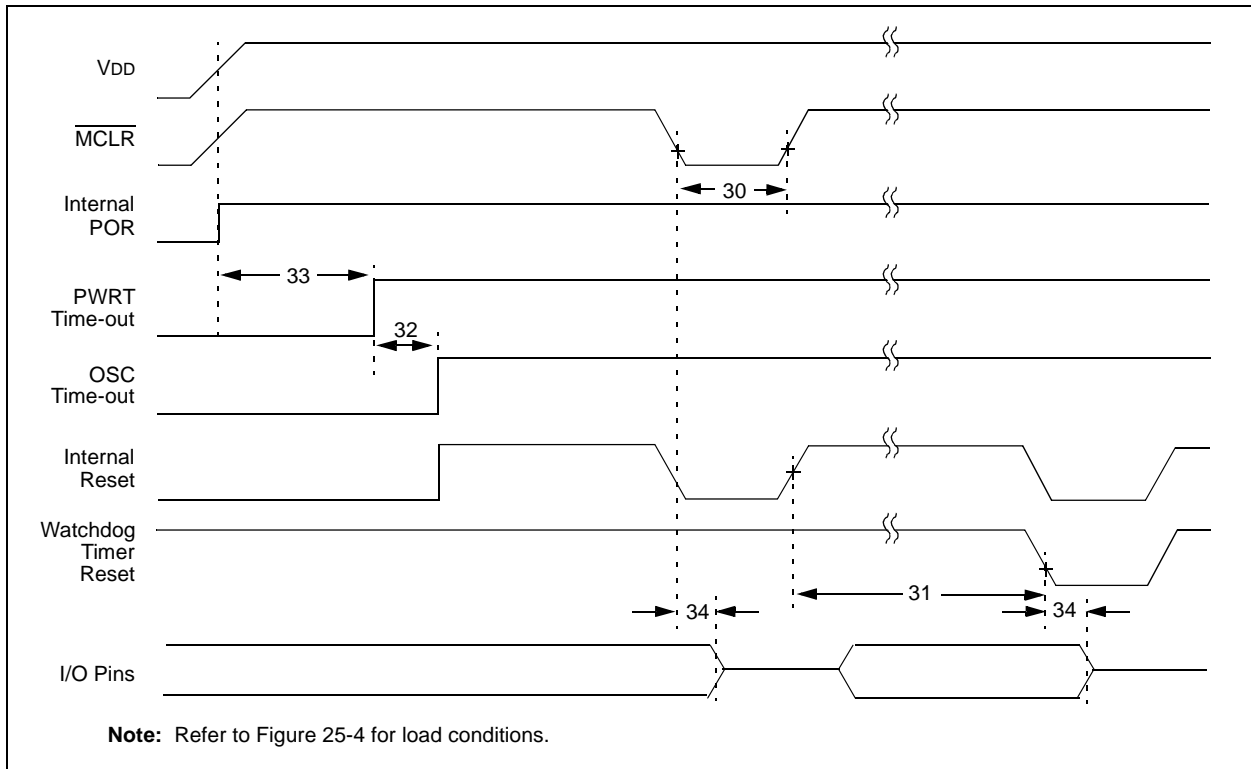 VDD
MCLR
30
Internal
POR
33
PWRT
Time-out
32
OSC
Time-out
Internal
Reset
Watchdog
Timer
Reset
31
34
34
I/O Pins
Note: Refer to Figure 25-4 for load conditions.